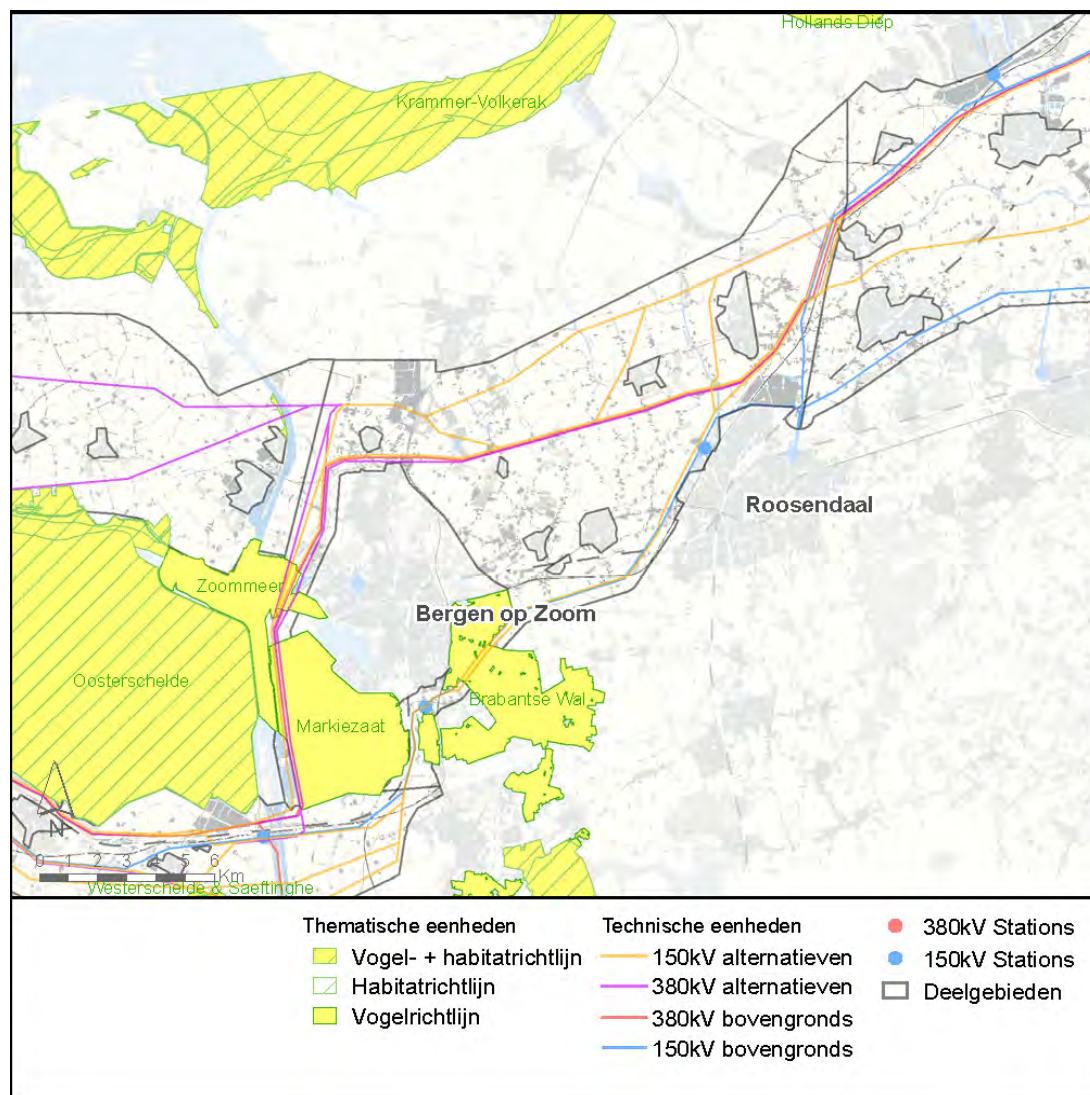 Hollands Diep
Krammer-Volkerak
Roosendaal
Zoommeer
Bergen op Zoom
Oosterschelde
Markiezaat
Brabantse Wal
N
0 1 2 3 4 5 6
Km
Westerschelde & Saeftinghe
Thematische eenheden
Vogel- + habitatrichtlijn
Habitatrichtlijn
Vogelrichtlijn
Technische eenheden
150kV alternatieven
380kV alternatieven
380kV bovengronds
150kV bovengronds
380kV Stations
150kV Stations
Deelgebieden